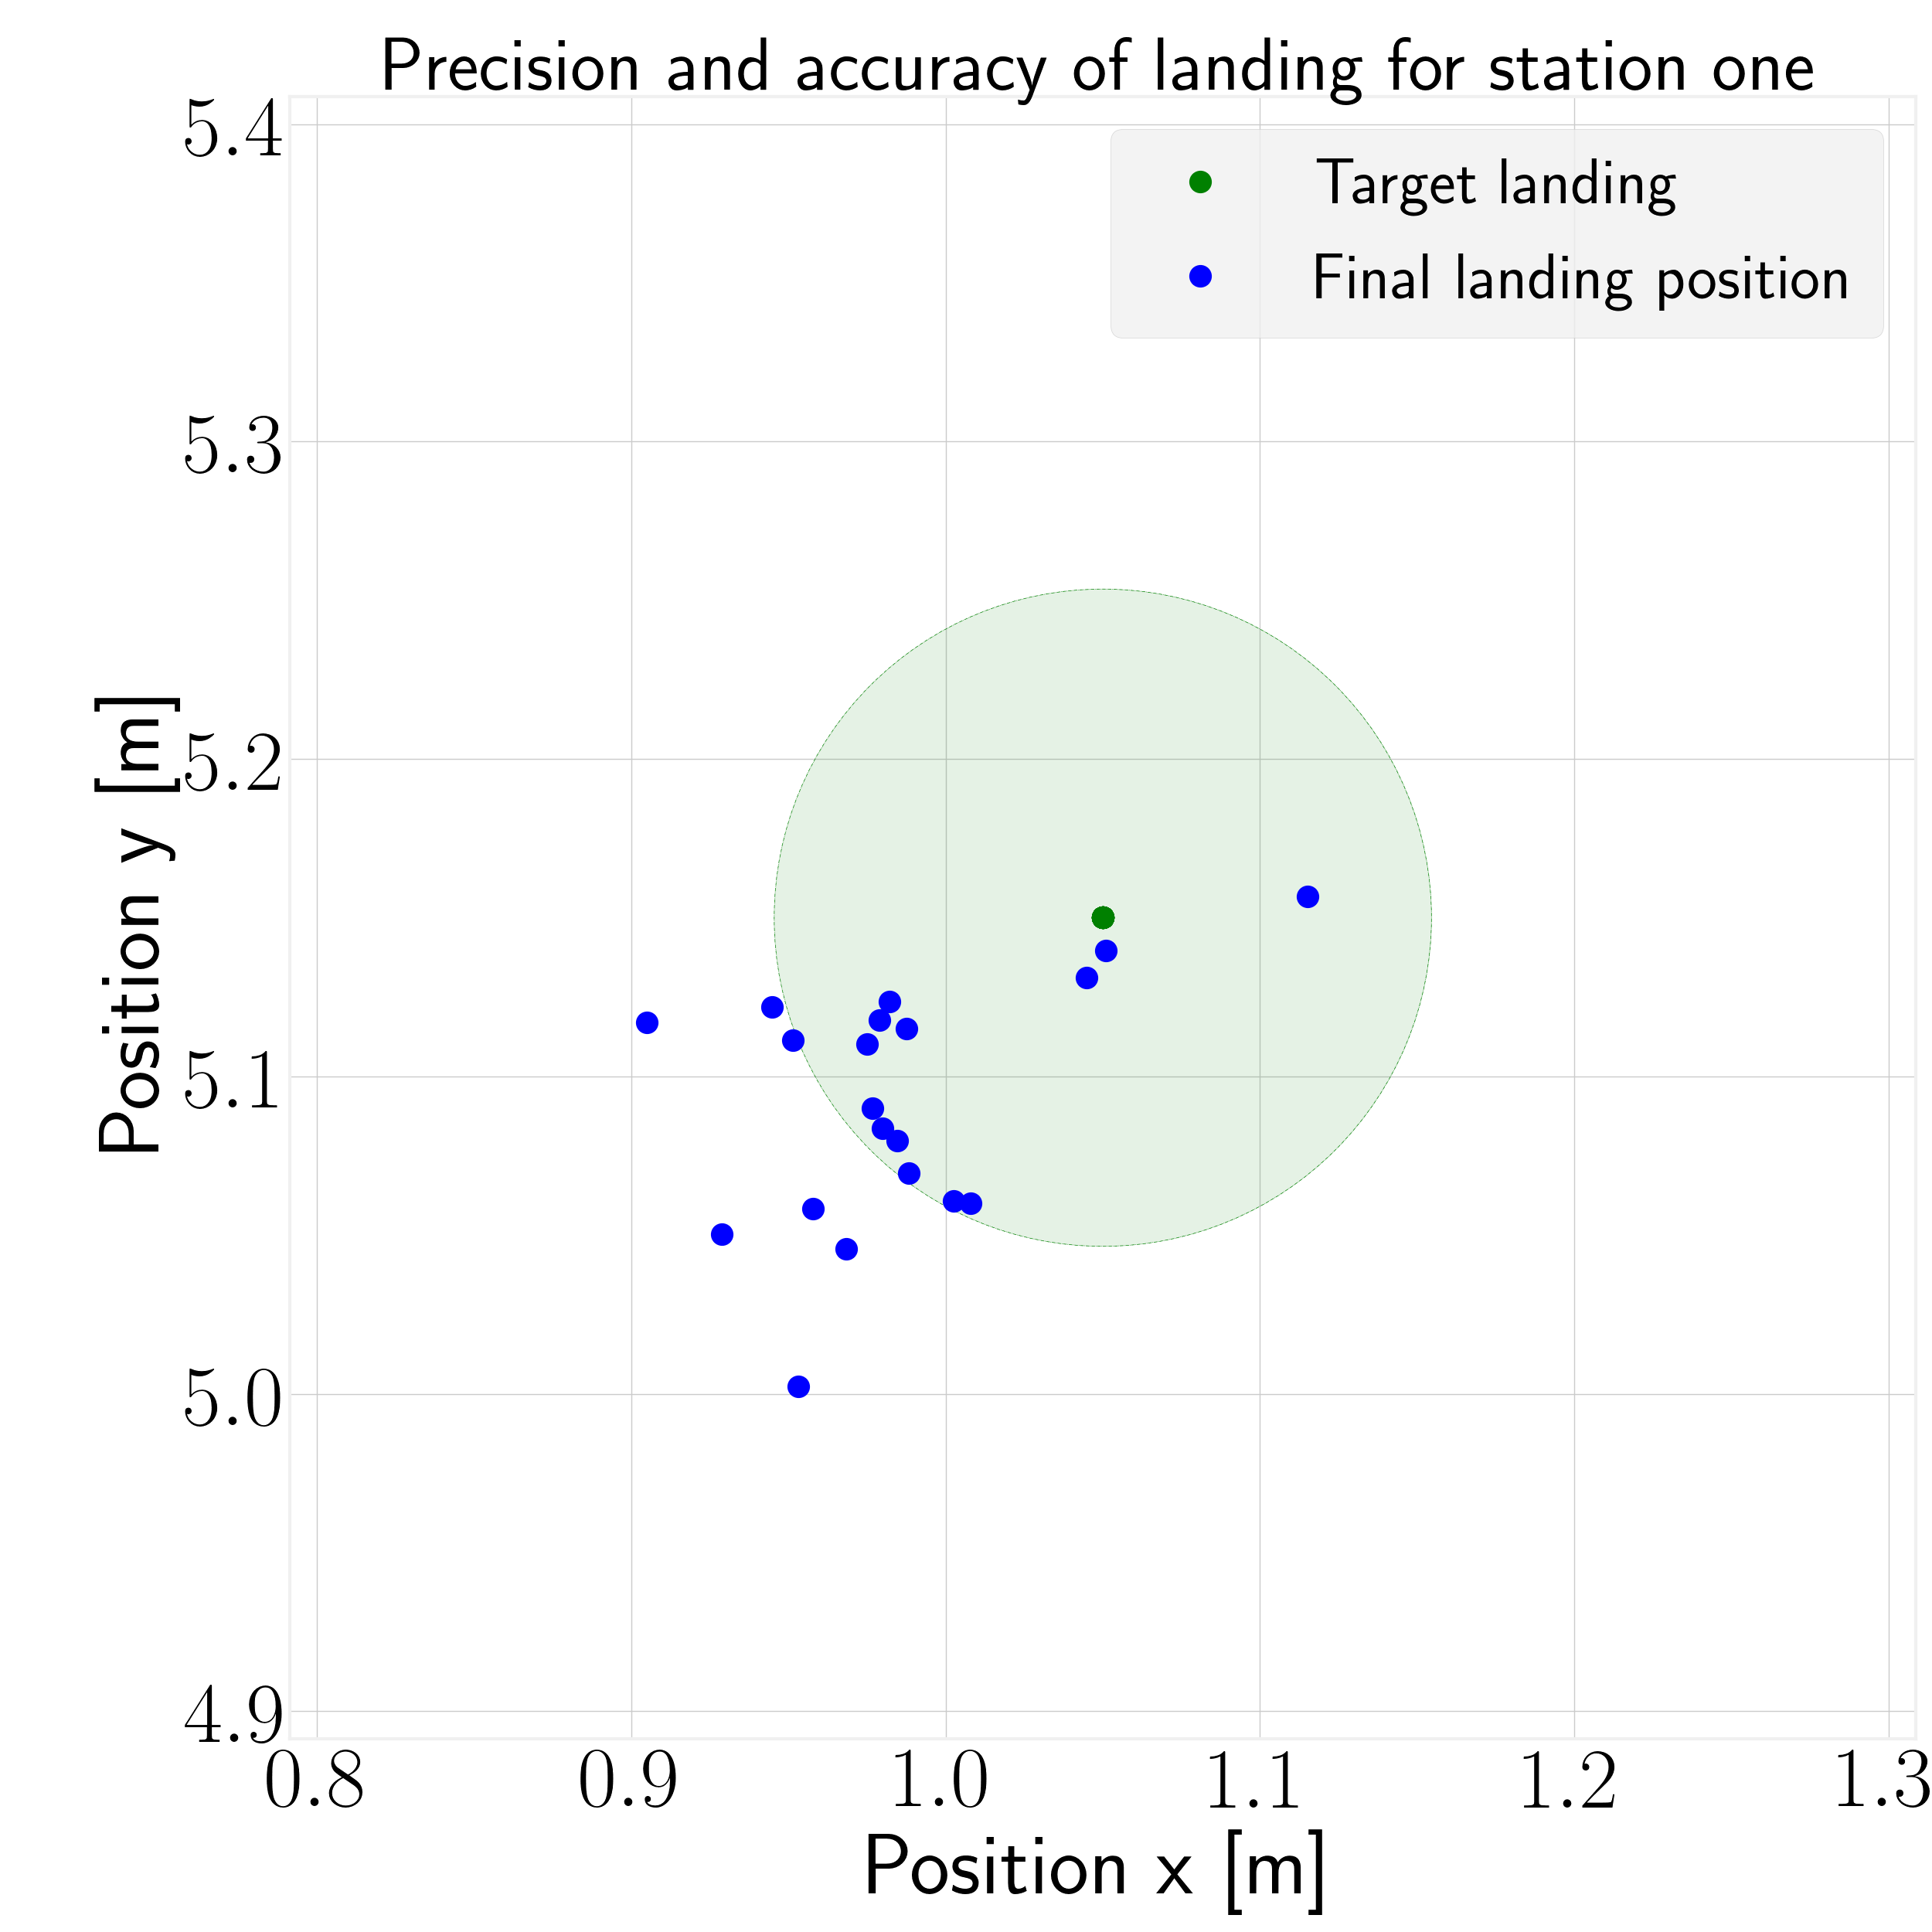 Precision and accuracy of landing for station one
Target landing
Final landing position
Position y [m]
5.4
5.3
5.2
5.1
5.0
4.9
0.8 0.9 1.0 1.1 1.2 1.3
Position x [m]